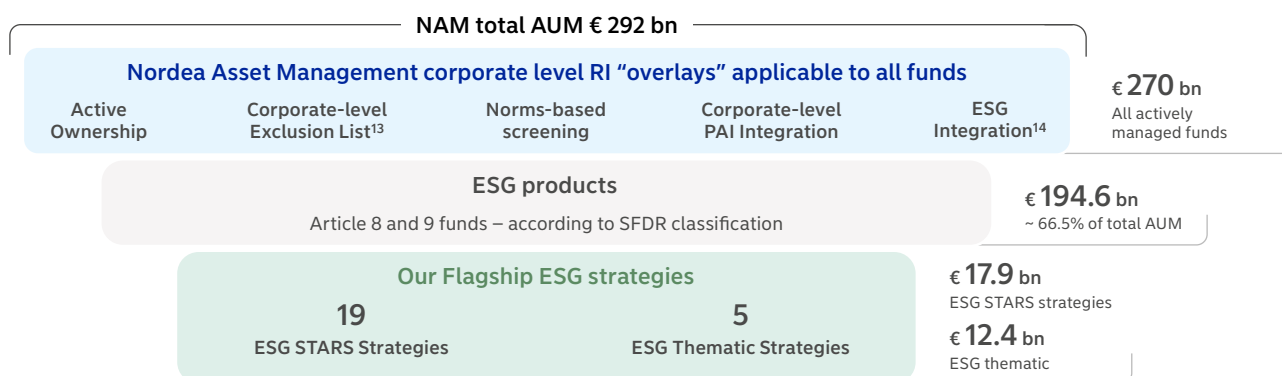 NAM total AUM € 292 bn
Nordea Asset Management corporate level RI “overlays” applicable to all funds
Active
Ownership
Corporate-level
Exclusion List13
Norms-based
screening
Corporate-level
PAI Integration
ESG
Integration14
€ 270 bn
All actively
managed funds
ESG products
Article 8 and 9 funds – according to SFDR classification
€ 194.6 bn
~ 66.5% of total AUM
Our Flagship ESG strategies
19
ESG STARS Strategies
5
ESG Thematic Strategies
€ 17.9 bn
ESG STARS strategies
€ 12.4 bn
ESG thematic